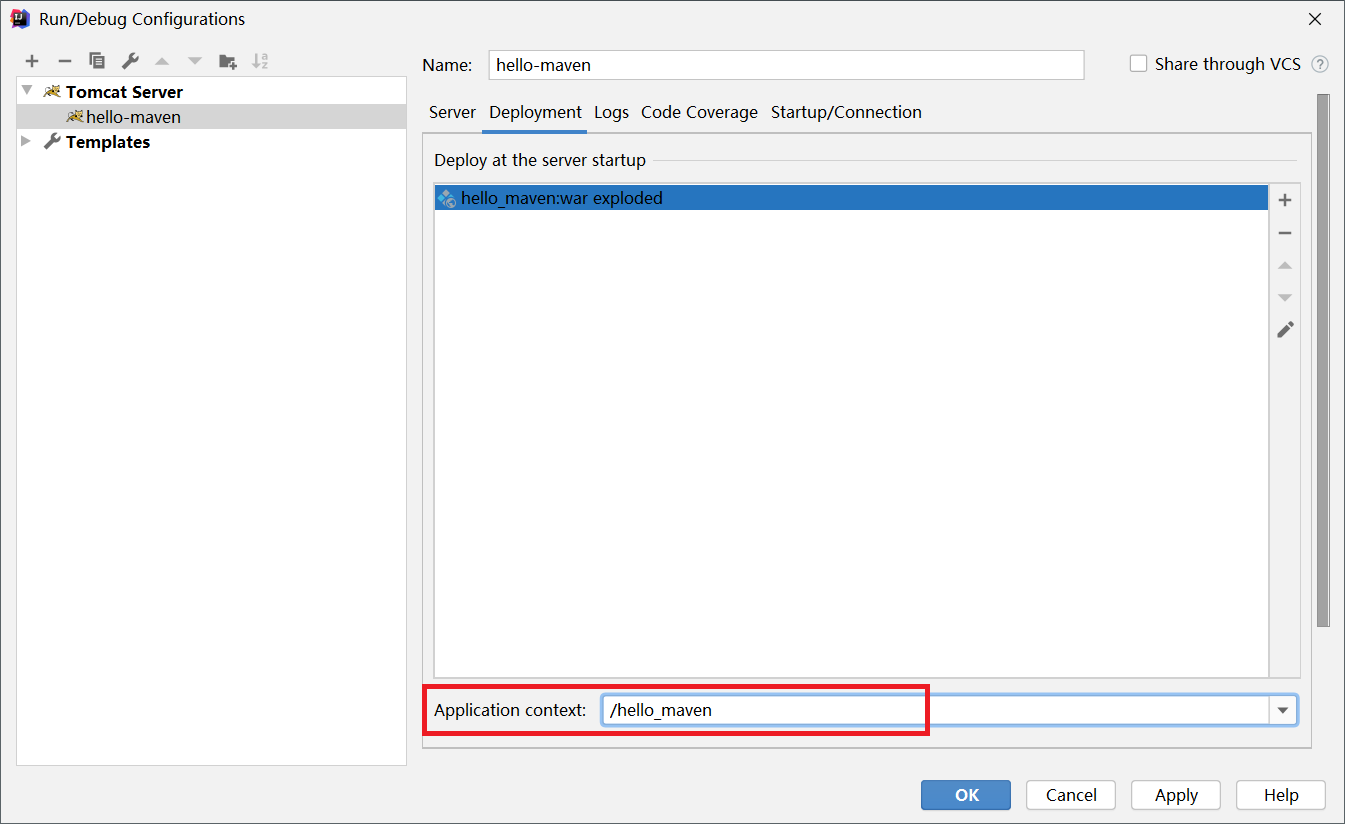 Run/Debug Configurations
Name: hello-maven Share through VCS ?
Tomcat Server
hello-maven
Templates
Server Deployment Logs Code Coverage Startup/Connection
Deploy at the server startup
hello_maven:war exploded
Application context: /hello_maven
OK Cancel Apply Help